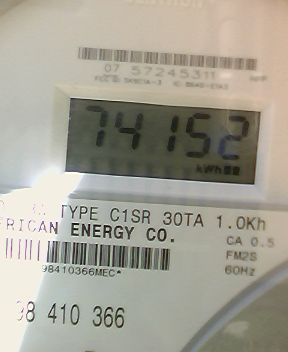 07 57245311
74152
kWh
TYPE C1SR 30TA 1.0Kh
RICAN ENERGY CO.
CA 0.5
FM2S
98410366MEC*
60Hz
98 410 366